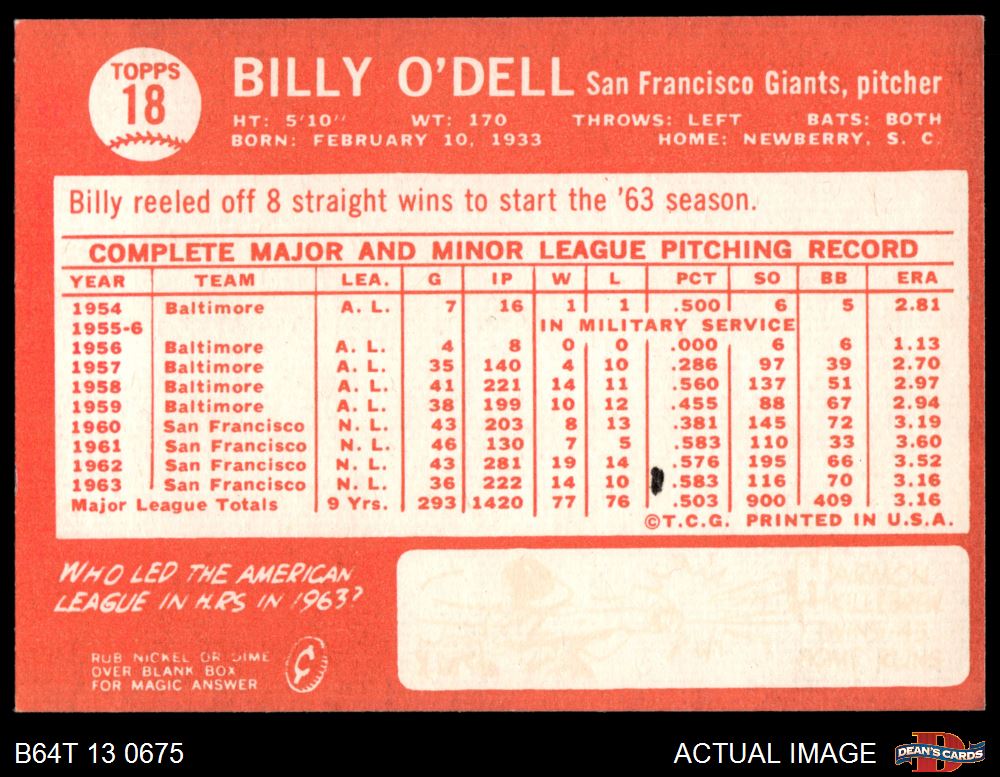 TOPPS
18
BILLY O'DELL San Francisco Giants, pitcher
HT: 5'10" WT: 170 THROWS: LEFT BATS: BOTH
BORN: FEBRUARY 10, 1933 HOME: NEWBERRY, S. C.
Billy reeled off 8 straight wins to start the '63 season.
COMPLETE MAJOR AND MINOR LEAGUE PITCHING RECORD
YEAR TEAM LEA. G IP W L PCT SO BB ERA
1954 Baltimore A. L. 7 16 1 1 .500 6 5 2.81
1955-6 IN MILITARY SERVICE
1956 Baltimore A. L. 4 8 0 0 .000 6 6 1.13
1957 Baltimore A. L. 35 140 4 10 .286 97 39 2.70
1958 Baltimore A. L. 41 221 14 11 .560 137 51 2.97
1959 Baltimore A. L. 38 199 10 12 .455 88 67 2.94
1960 San Francisco N. L. 43 203 8 13 .381 145 72 3.19
1961 San Francisco N. L. 46 130 7 5 .583 110 33 3.60
1962 San Francisco N. L. 43 281 19 14 .576 195 66 3.52
1963 San Francisco N. L. 36 222 14 10 .583 116 70 3.16
Major League Totals 9 Yrs. 293 1420 77 76 .503 900 409 3.16
©T.C.G. PRINTED IN U.S.A.
WHO LED THE AMERICAN
LEAGUE IN H.RS IN 1963?
RUB NICKEL OR DIME
OVER BLANK BOX
FOR MAGIC ANSWER
¢
B64T 13 0675 ACTUAL IMAGE DEAN'S CARDS